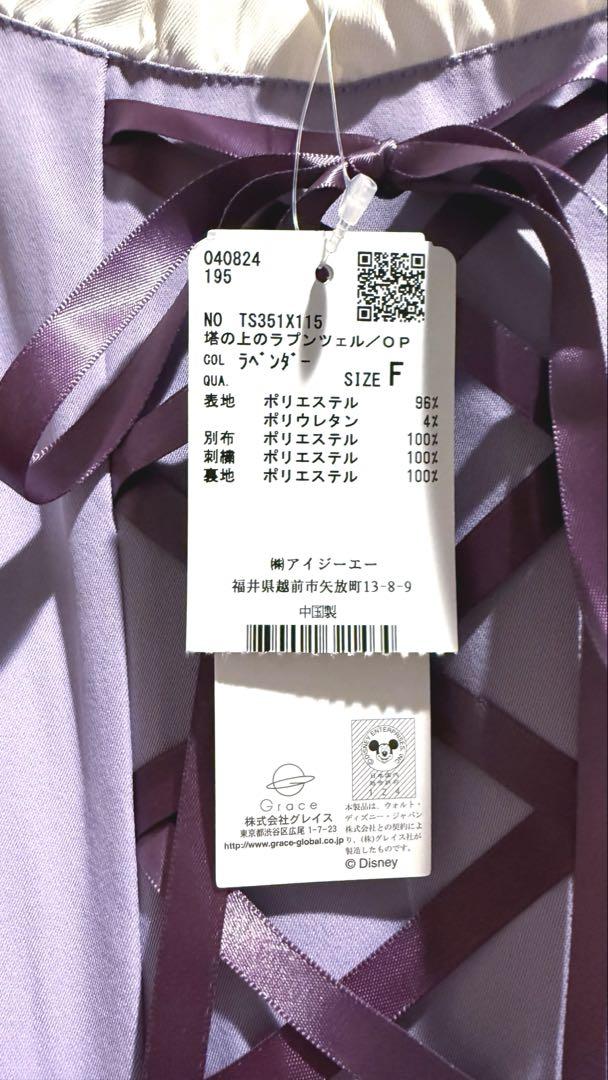 040824
195
NO TS351X115
塔の上のラプンツェル／OP
COL ラベンダー
QUA. SIZE F
表地 ポリエステル 96%
ポリウレタン 4%
別布 ポリエステル 100%
刺繍 ポリエステル 100%
裏地 ポリエステル 100%
㈱アイジーエー
福井県越前市矢放町13-8-9
中国製
©DISNEY ENTERPRISES, INC.
日本国内
124
Grace
株式会社グレイス
東京都渋谷区広尾 1-7-23
http://www.grace-global.co.jp
本製品は、ウォルト・
ディズニー・ジャパン
株式会社との契約によ
り、(株)グレイス社が
製造したものです。
© Disney